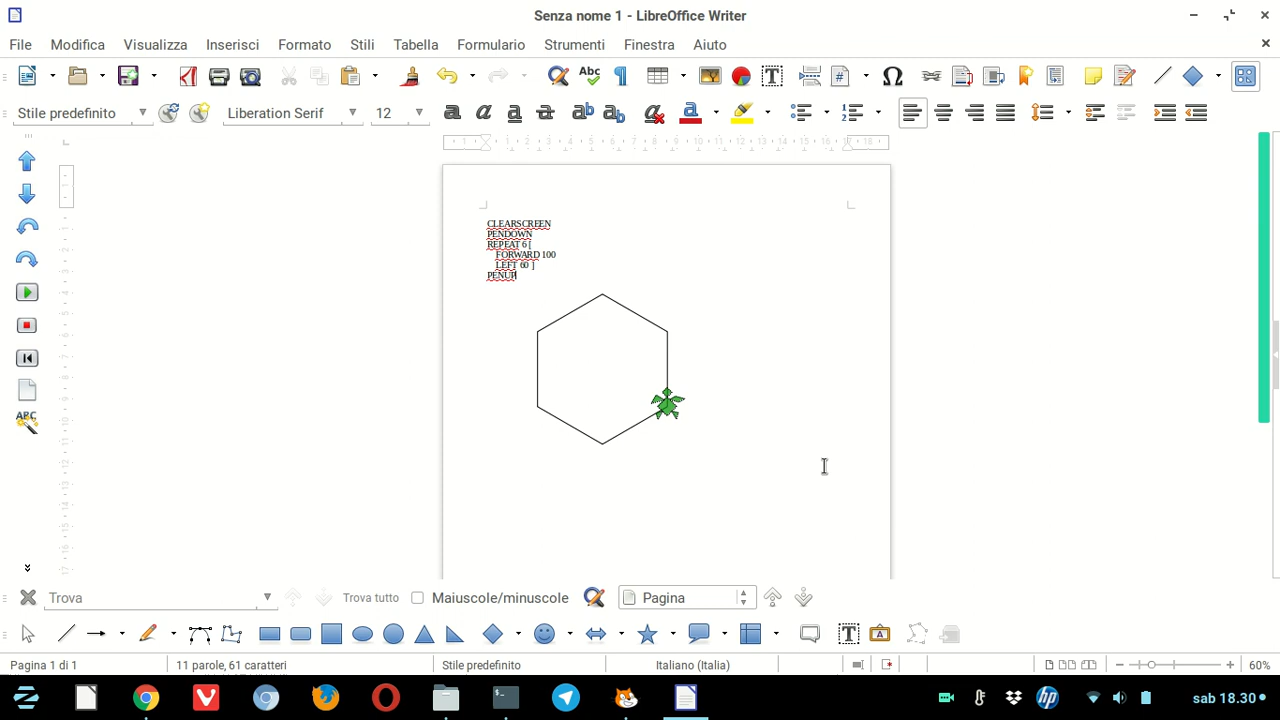 Senza nome 1 - LibreOffice Writer
File Modifica Visualizza Inserisci Formato Stili Tabella Formulario Strumenti Finestra Aiuto
Stile predefinito Liberation Serif 12
CLEARSCREEN
PENDOWN
REPEAT 6 [
FORWARD 100
LEFT 60 ]
PENUP
Trova Trova tutto Maiuscole/minuscole Pagina
Pagina 1 di 1 11 parole, 61 caratteri Stile predefinito Italiano (Italia) 60%
sab 18.30